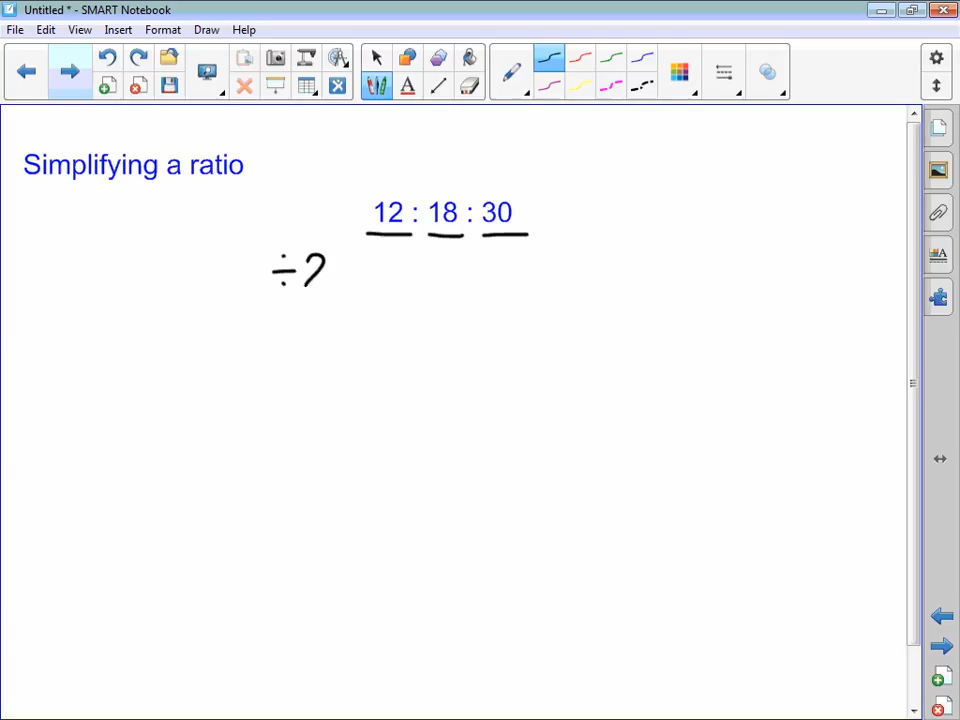 Untitled * - SMART Notebook
File Edit View Insert Format Draw Help
Simplifying a ratio
12 : 18 : 30
÷2